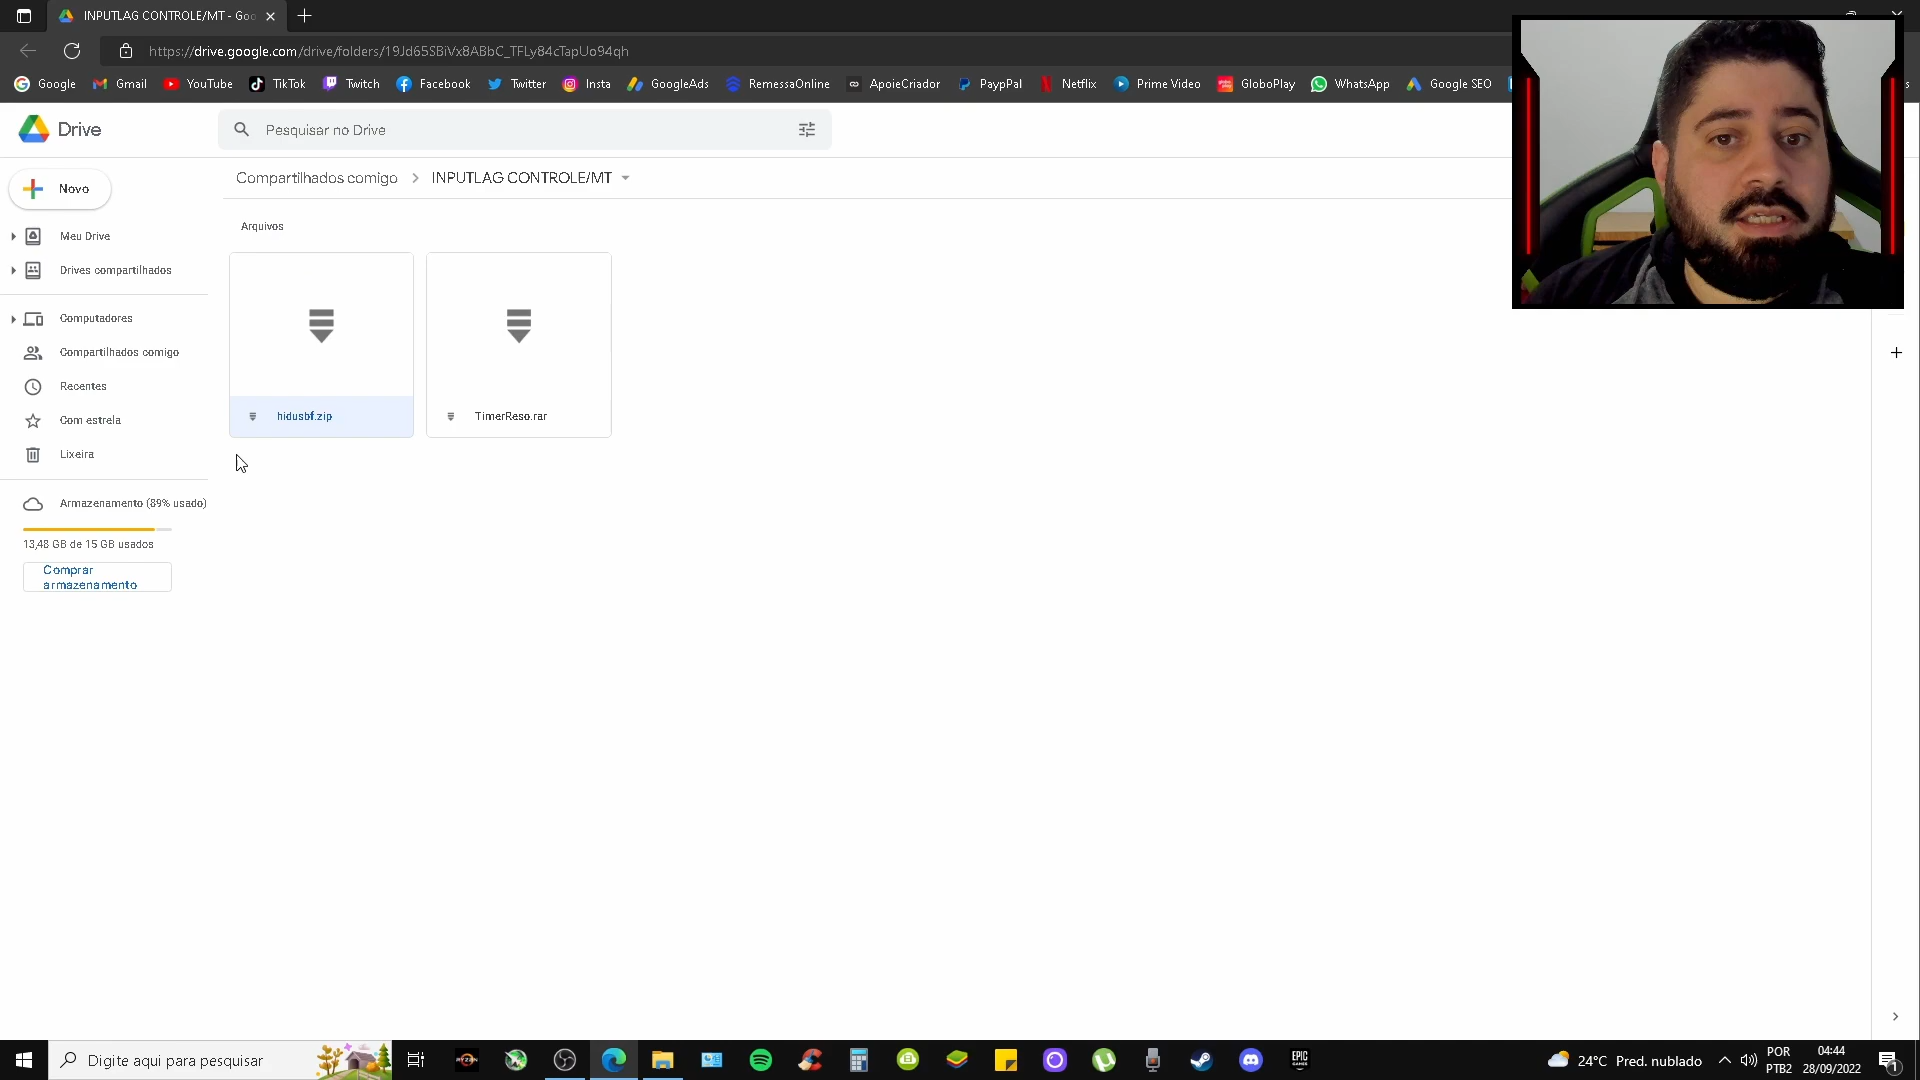 INPUTLAG CONTROLE/MT - Goo
https://drive.google.com/drive/folders/19Jd65SBiVx8ABbC_TFLy84cTapUo94qh
Google Gmail YouTube TikTok Twitch Facebook Twitter Insta GoogleAds RemessaOnline ApoieCriador PaypPal Netflix Prime Video GloboPlay WhatsApp Google SEO
Drive
Pesquisar no Drive
Compartilhados comigo > INPUTLAG CONTROLE/MT
Novo
Arquivos
Meu Drive
Drives compartilhados
Computadores
Compartilhados comigo
Recentes
hidusbf.zip
TimerReso.rar
Com estrela
Lixeira
Armazenamento (89% usado)
13,48 GB de 15 GB usados
Comprar
armazenamento
Digite aqui para pesquisar
RYZEN
EPIC
GAMES
24°C Pred. nublado
POR
PTB2
04:44
28/09/2022
1